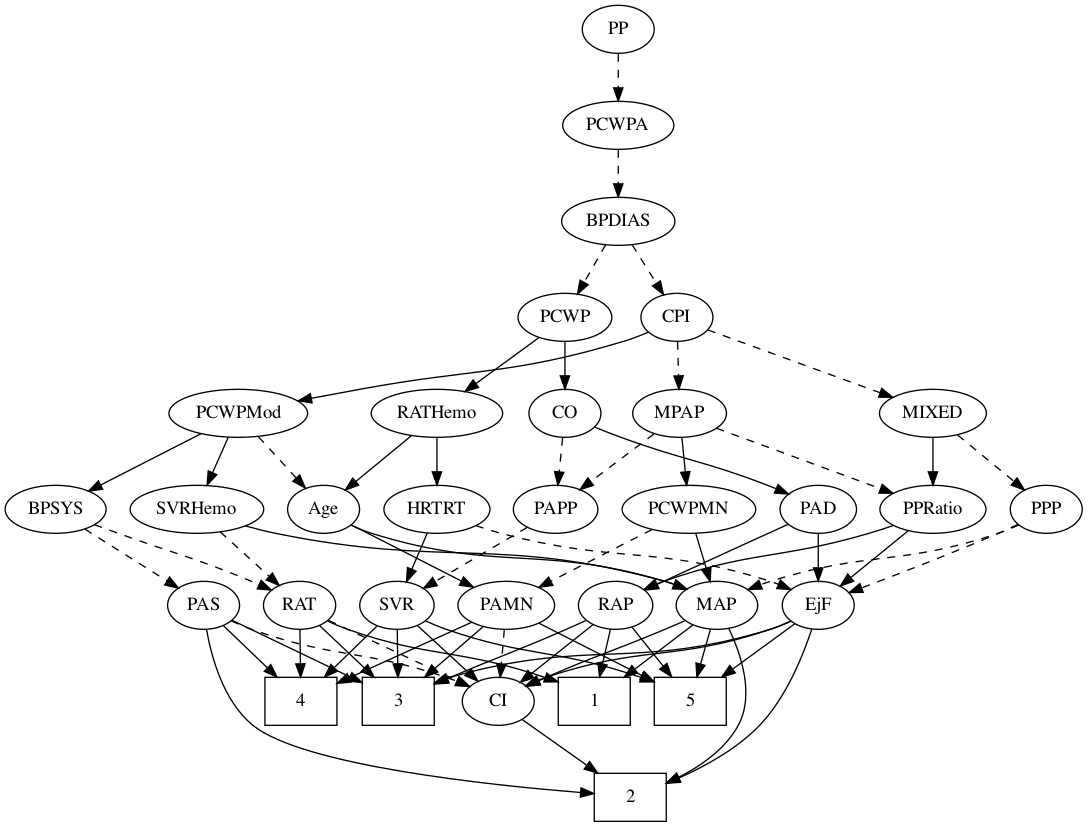 PP
PCWPA
BPDIAS
PCWP CPI
PCWPMod RATHemo CO MPAP MIXED
BPSYS SVRHemo Age HRTRT PAPP PCWPMN PAD PPRatio PPP
PAS RAT SVR PAMN RAP MAP EjF
4 3 CI 1 5
2